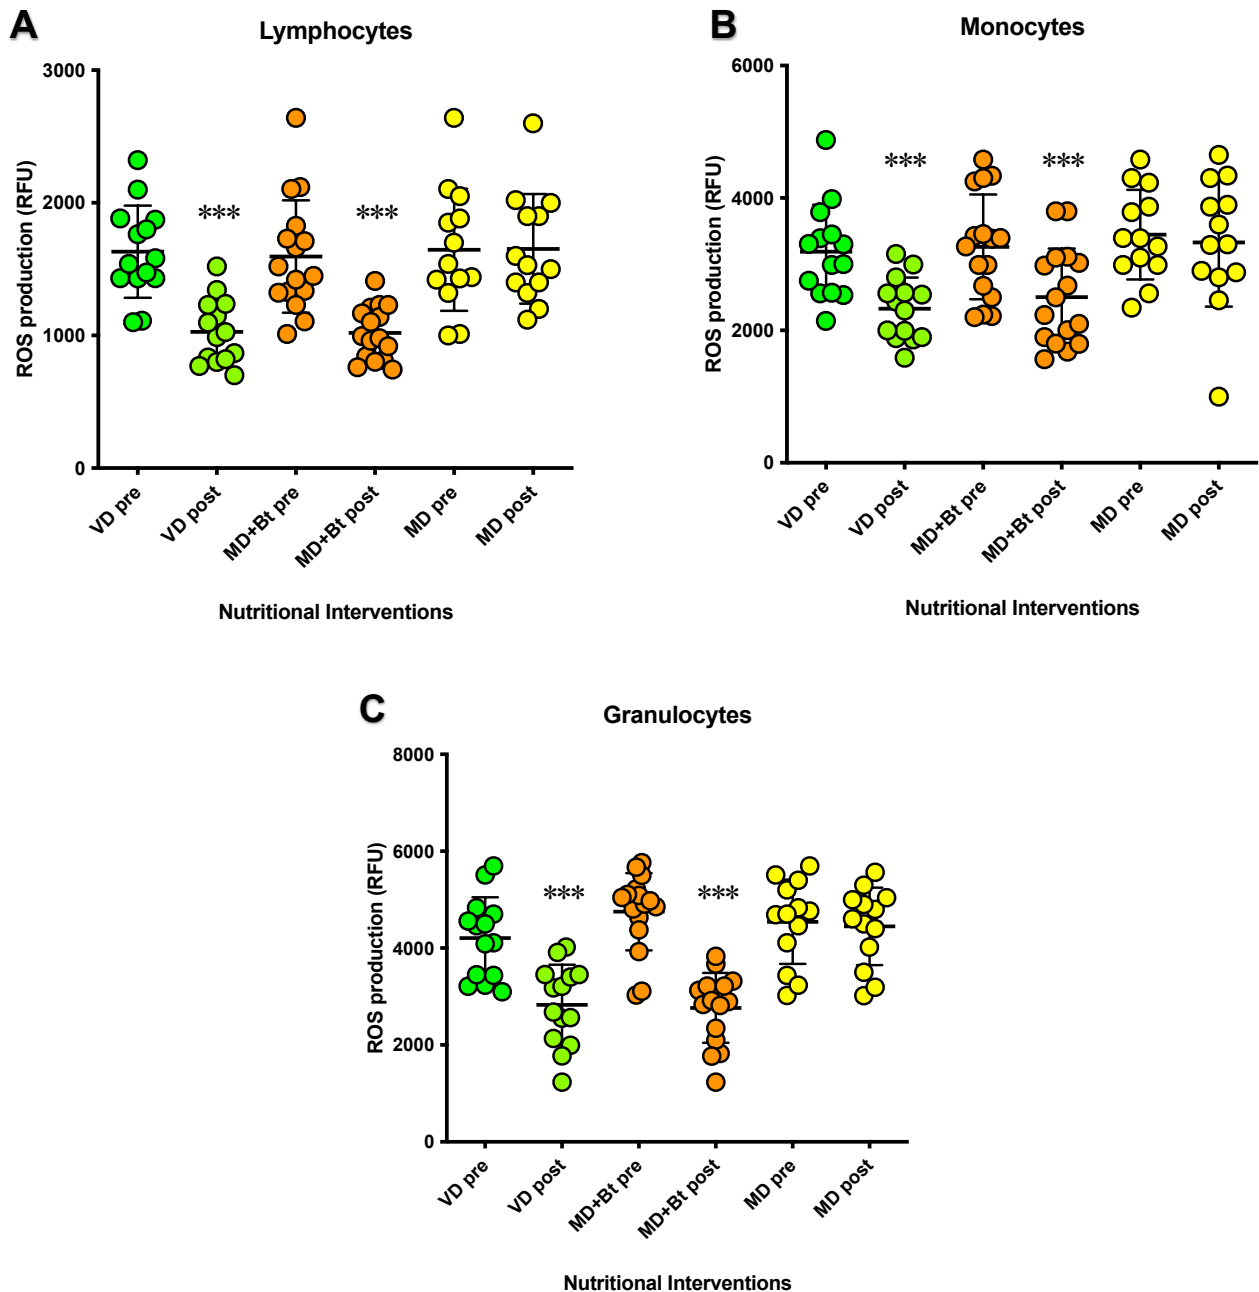 A
Lymphocytes
ROS production (RFU)
3000
2000
1000
0
***
***
VD pre
VD post
MD+Bt pre
MD+Bt post
MD pre
MD post
Nutritional Interventions
B
Monocytes
ROS production (RFU)
6000
4000
2000
0
***
***
VD pre
VD post
MD+Bt pre
MD+Bt post
MD pre
MD post
Nutritional Interventions
C
Granulocytes
ROS production (RFU)
8000
6000
4000
2000
0
***
***
VD pre
VD post
MD+Bt pre
MD+Bt post
MD pre
MD post
Nutritional Interventions